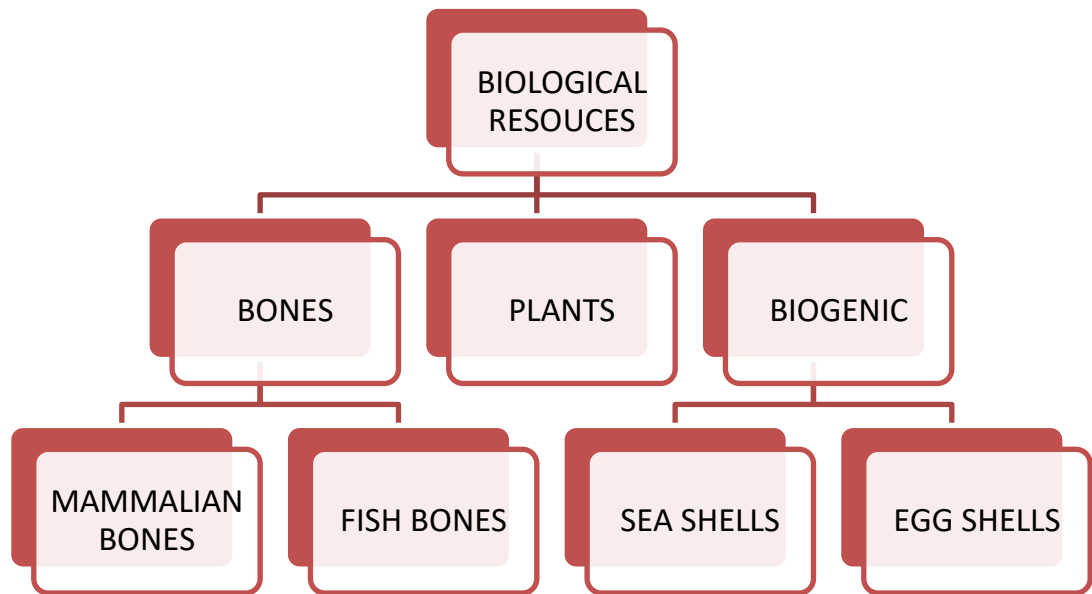 BIOLOGICAL
RESOUCES
BONES
PLANTS
BIOGENIC
MAMMALIAN
BONES
FISH BONES
SEA SHELLS
EGG SHELLS